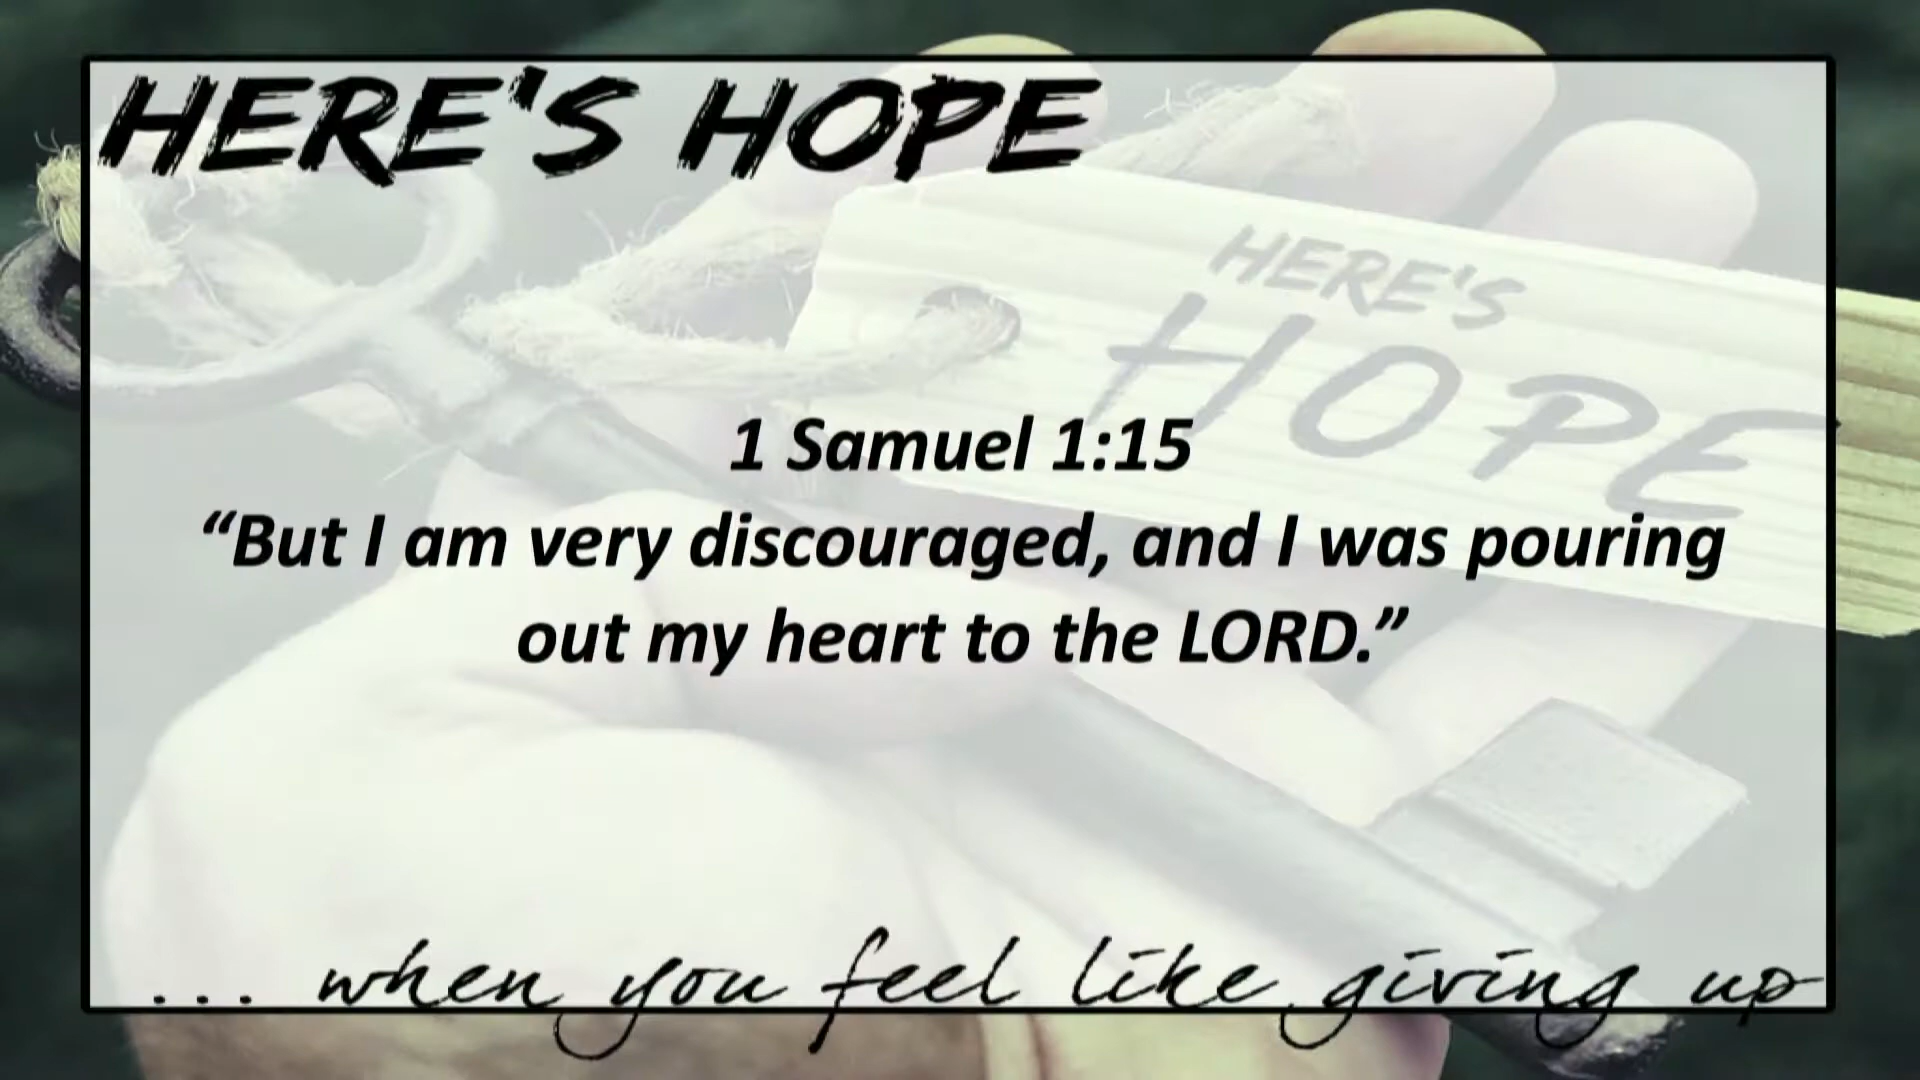 HERE'S HOPE
HERE'S
HOPE
1 Samuel 1:15
“But I am very discouraged, and I was pouring
out my heart to the LORD.”
... when you feel like giving up